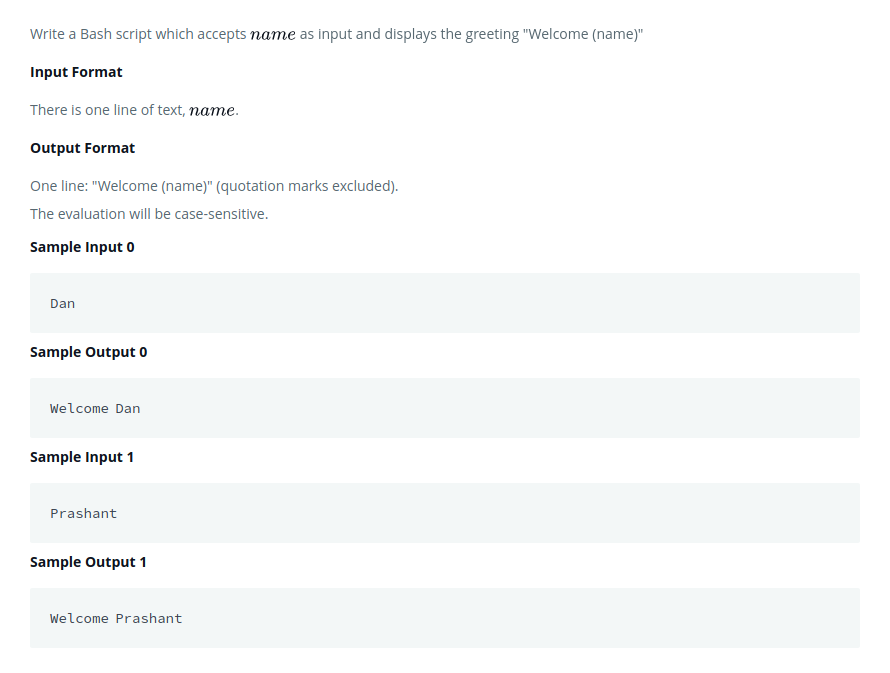 Write a Bash script which accepts name as input and displays the greeting "Welcome (name)"
Input Format
There is one line of text, name.
Output Format
One line: "Welcome (name)" (quotation marks excluded).
The evaluation will be case-sensitive.
Sample Input 0
Dan
Sample Output 0
Welcome Dan
Sample Input 1
Prashant
Sample Output 1
Welcome Prashant